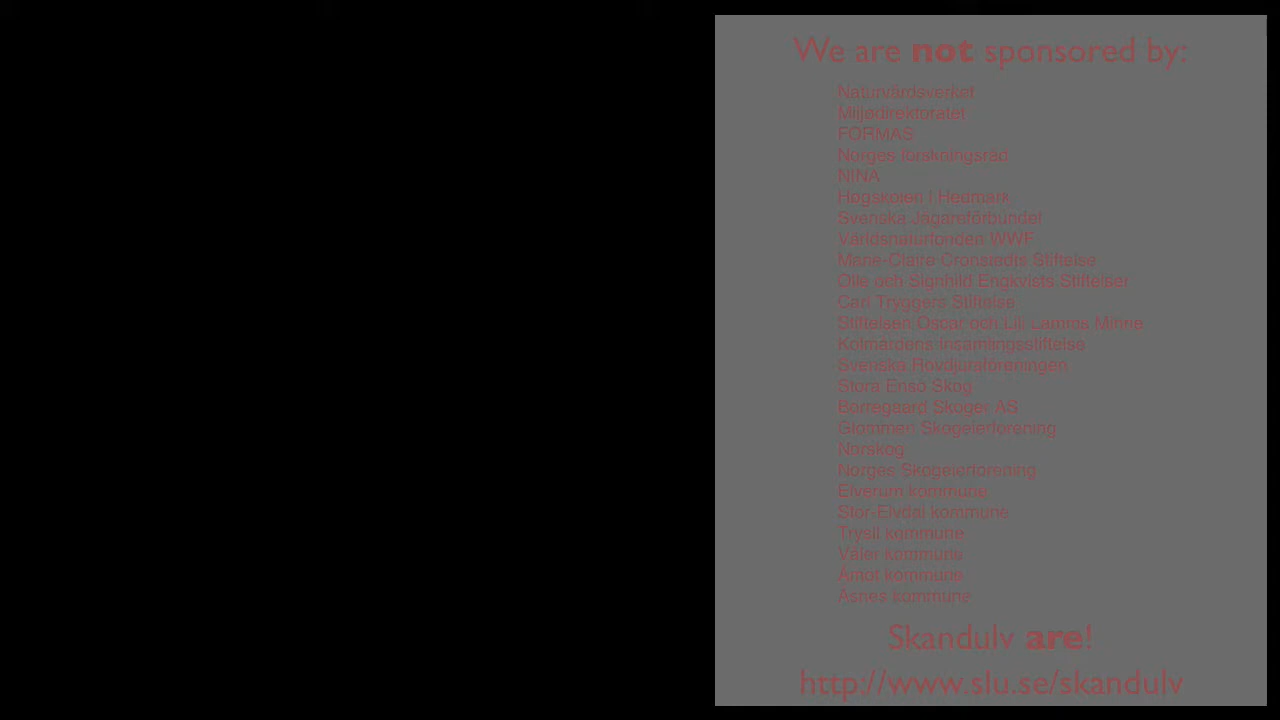 We are not sponsored by:
Naturvårdsverket
Miljødirektoratet
FORMAS
Norges forskningsråd
NINA
Høgskolen i Hedmark
Svenska Jägareförbundet
Världsnaturfonden WWF
Marie-Claire Cronstedts Stiftelse
Olle och Signhild Engkvists Stiftelser
Carl Tryggers Stiftelse
Stiftelsen Oscar och Lili Lamms Minne
Kolmårdens insamlingsstiftelse
Svenska Rovdjursföreningen
Stora Enso Skog
Borregaard Skoger AS
Glommen Skogeierforening
Norskog
Norges Skogeierforening
Elverum kommune
Stor-Elvdal kommune
Trysil kommune
Våler kommune
Åmot kommune
Åsnes kommune
Skandulv are!
http://www.slu.se/skandulv